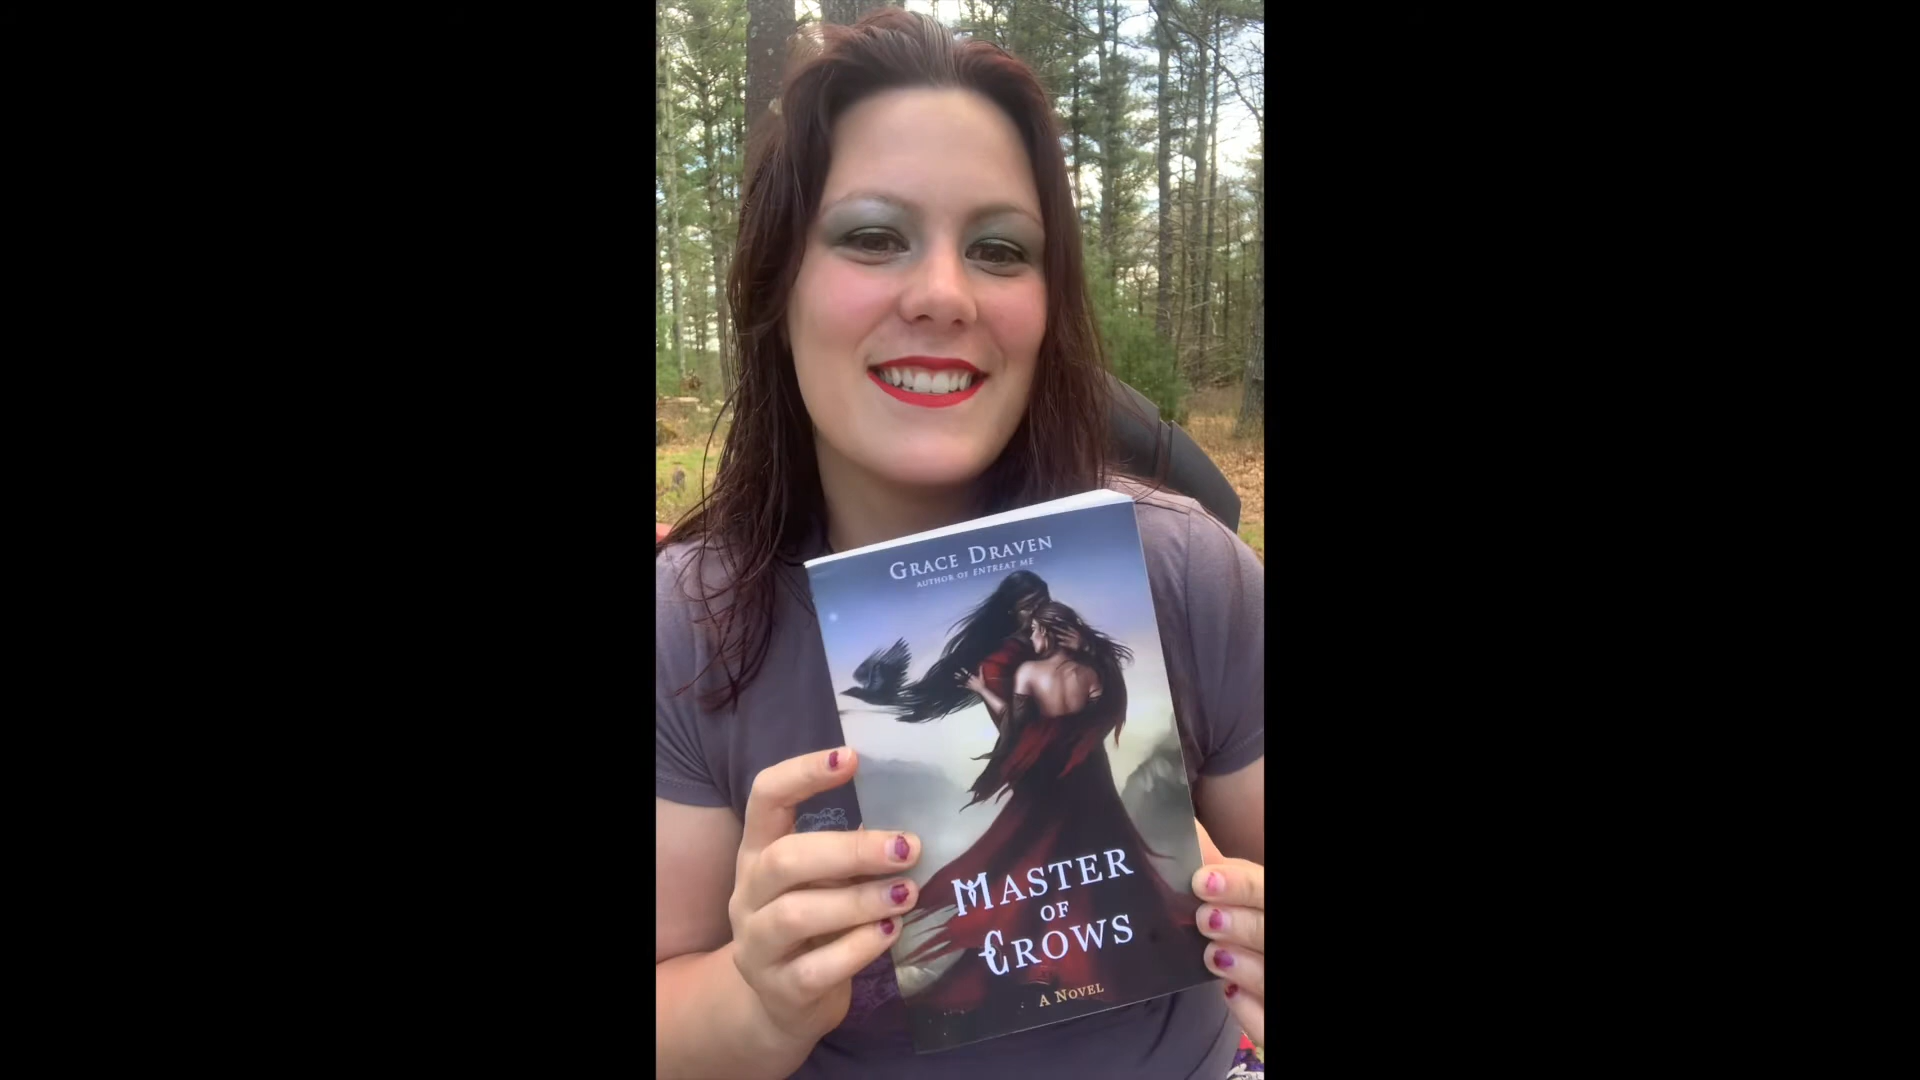 GRACE DRAVEN
AUTHOR OF ENTREAT ME
MASTER
OF
CROWS
A NOVEL